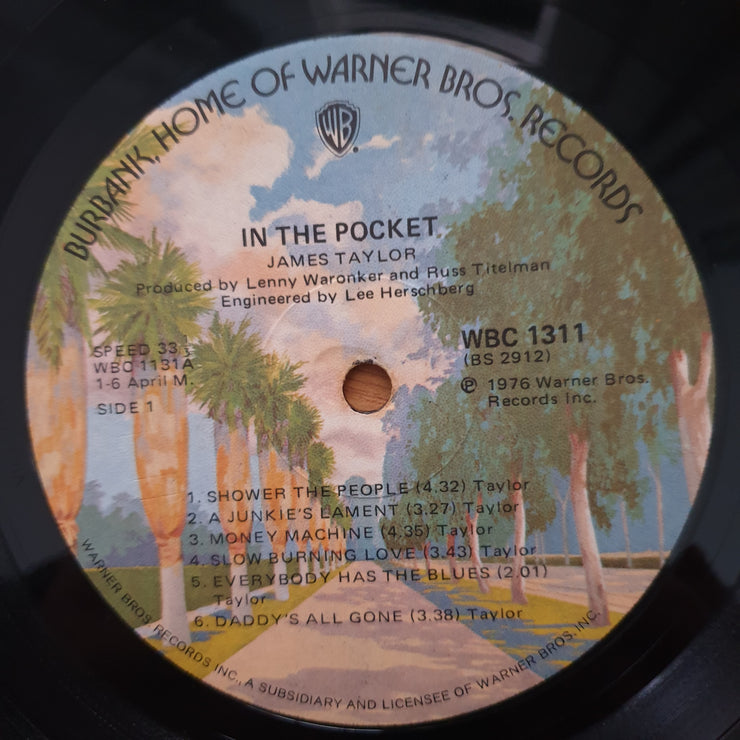 BURBANK, HOME OF WARNER BROS. RECORDS
WB
IN THE POCKET
JAMES TAYLOR
Produced by Lenny Waronker and Russ Titelman
Engineered by Lee Herschberg
SPEED 33 1/3
WBC 1131A
1-6 April M.
SIDE 1
WBC 1311
(BS 2912)
℗ 1976 Warner Bros.
Records Inc.
1. SHOWER THE PEOPLE (4.32) Taylor
2. A JUNKIE'S LAMENT (3.27) Taylor
3. MONEY MACHINE (4.35) Taylor
4. SLOW BURNING LOVE (3.43) Taylor
5. EVERYBODY HAS THE BLUES (2.01)
Taylor
6. DADDY'S ALL GONE (3.38) Taylor
WARNER BROS. RECORDS INC., A SUBSIDIARY AND LICENSEE OF WARNER BROS. INC.